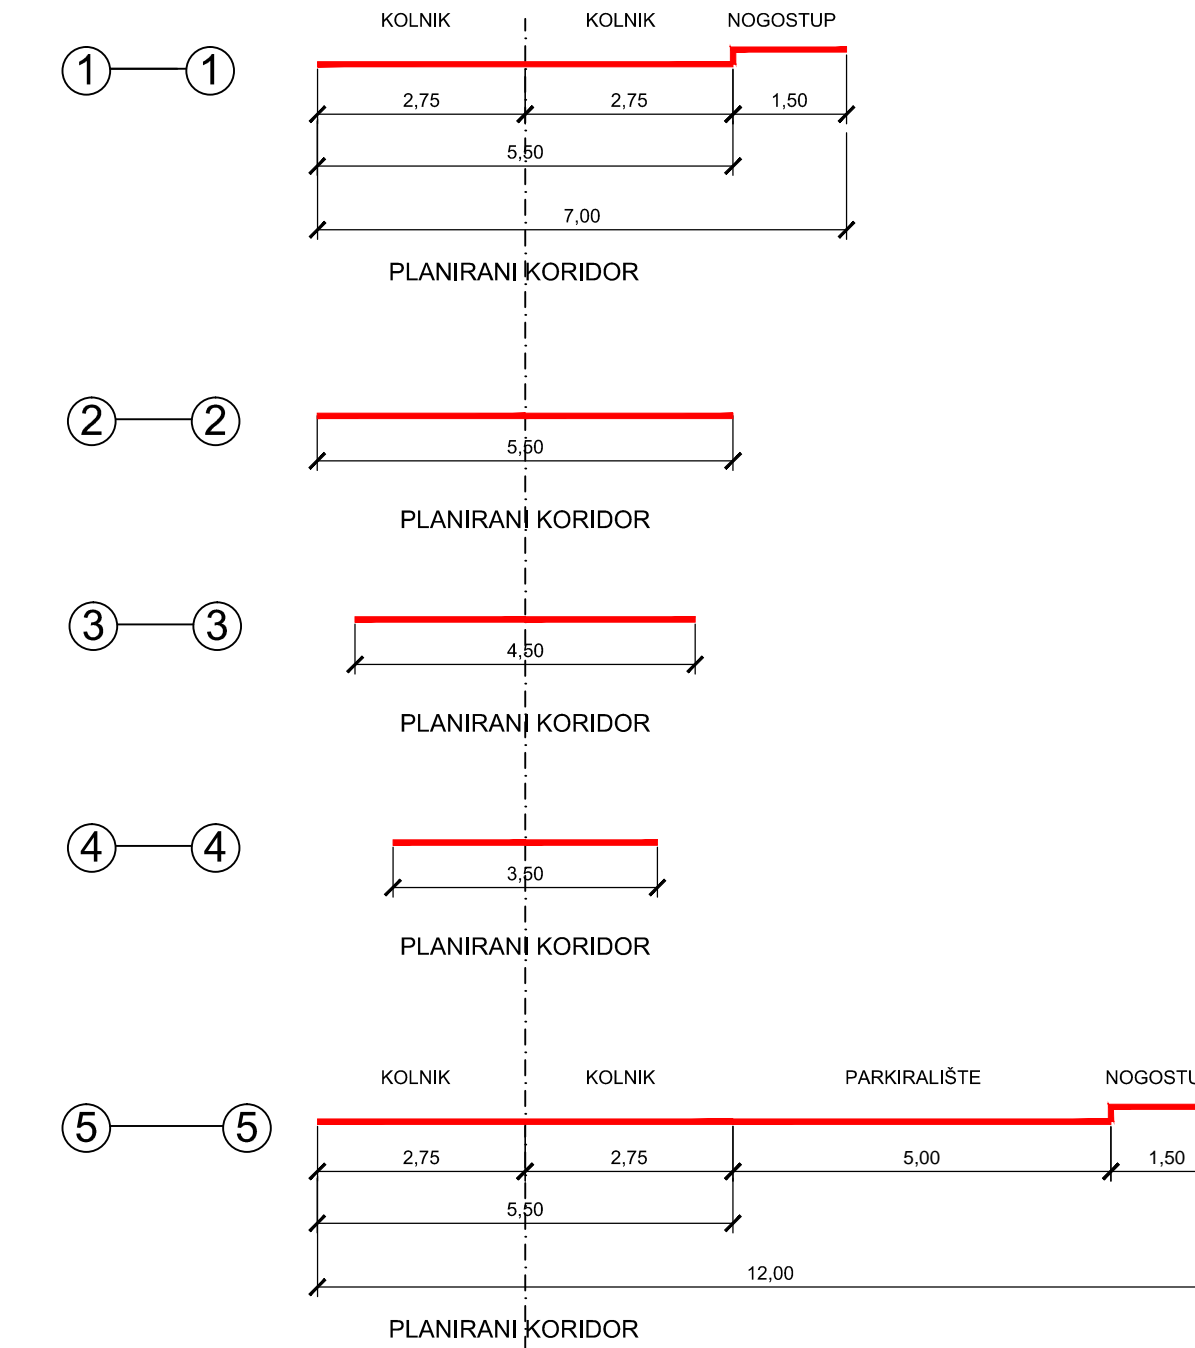 KOLNIK KOLNIK NOGOSTUP
1 1
2,75 2,75 1,50
5,50
7,00
PLANIRANI KORIDOR
2 2
5,50
PLANIRANI KORIDOR
3 3
4,50
PLANIRANI KORIDOR
4 4
3,50
PLANIRANI KORIDOR
KOLNIK KOLNIK PARKIRALIŠTE NOGOSTU
5 5
2,75 2,75 5,00 1,50
5,50
12,00
PLANIRANI KORIDOR